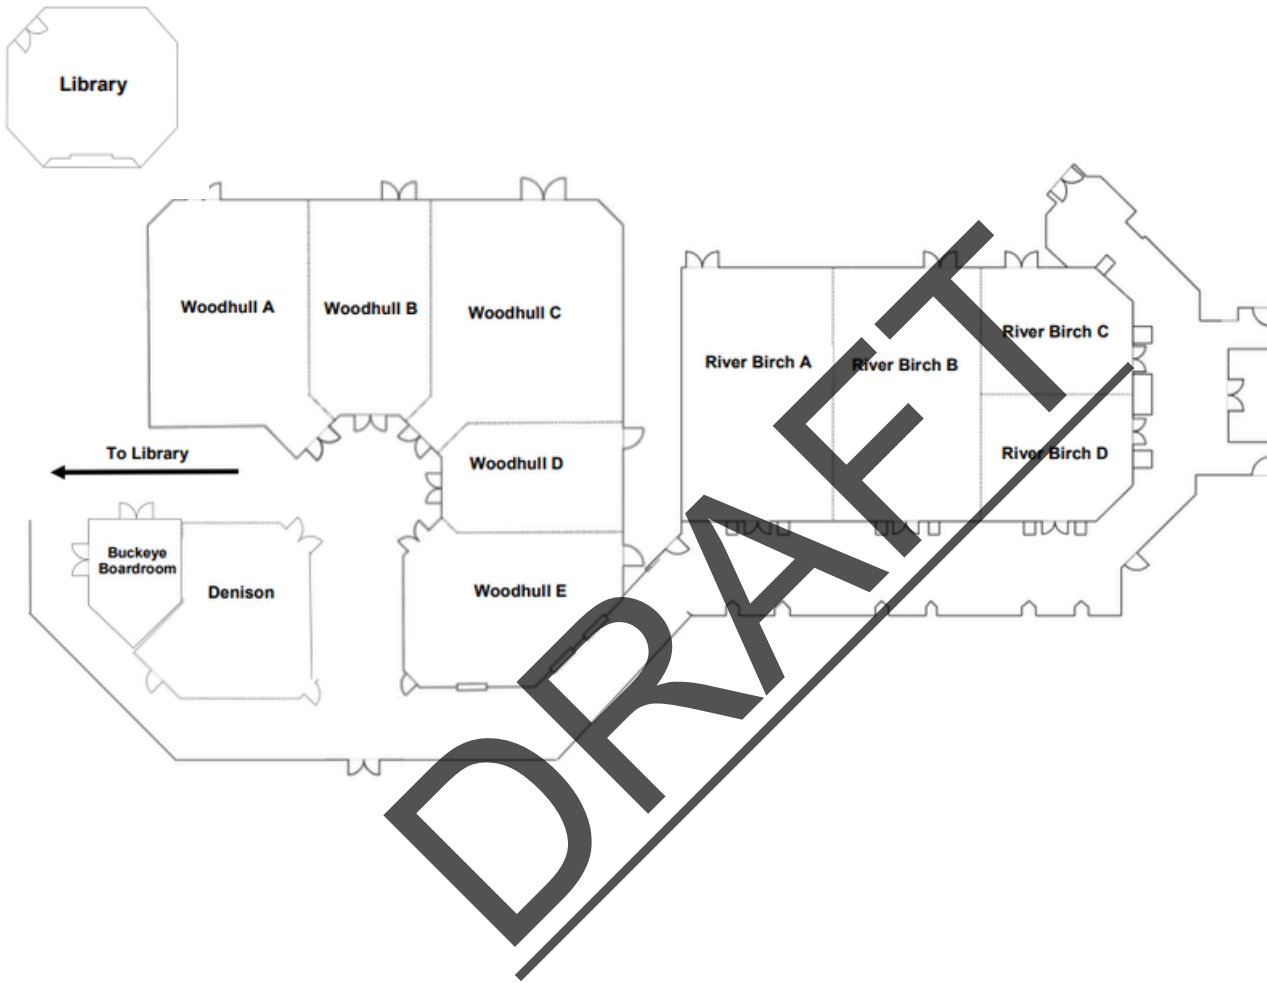 Library
Woodhull A
Woodhull B
Woodhull C
River Birch A
River Birch B
River Birch C
River Birch D
To Library
Woodhull D
Buckeye
Boardroom
Denison
Woodhull E
DRAFT